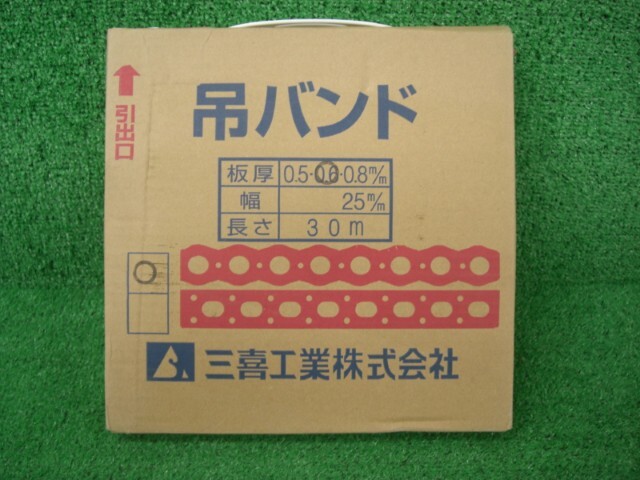 吊バンド
引出口
板厚 0.5・0.6・0.8m/m
幅 25m/m
長さ 30m
三喜工業株式会社